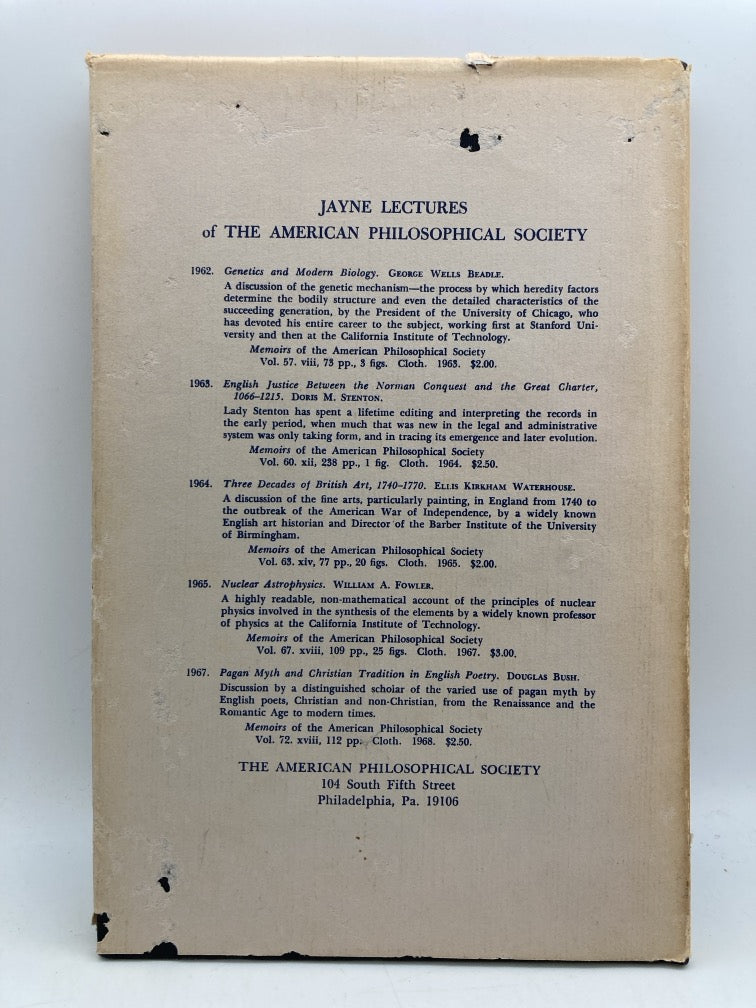 JAYNE LECTURES
of THE AMERICAN PHILOSOPHICAL SOCIETY
1962. Genetics and Modern Biology. GEORGE WELLS BEADLE.
A discussion of the genetic mechanism—the process by which heredity factors
determine the bodily structure and even the detailed characteristics of the
succeeding generation, by the President of the University of Chicago, who
has devoted his entire career to the subject, working first at Stanford Uni-
versity and then at the California Institute of Technology.
Memoirs of the American Philosophical Society
Vol. 57. viii, 73 pp., 3 figs. Cloth. 1963. $2.00.
1963. English Justice Between the Norman Conquest and the Great Charter,
1066–1215. DORIS M. STENTON.
Lady Stenton has spent a lifetime editing and interpreting the records in
the early period, when much that was new in the legal and administrative
system was only taking form, and in tracing its emergence and later evolution.
Memoirs of the American Philosophical Society
Vol. 60. xii, 238 pp., 1 fig. Cloth. 1964. $2.50.
1964. Three Decades of British Art, 1740–1770. ELLIS KIRKHAM WATERHOUSE.
A discussion of the fine arts, particularly painting, in England from 1740 to
the outbreak of the American War of Independence, by a widely known
English art historian and Director of the Barber Institute of the University
of Birmingham.
Memoirs of the American Philosophical Society
Vol. 63. xiv, 77 pp., 20 figs. Cloth. 1965. $2.00.
1965. Nuclear Astrophysics. WILLIAM A. FOWLER.
A highly readable, non-mathematical account of the principles of nuclear
physics involved in the synthesis of the elements by a widely known professor
of physics at the California Institute of Technology.
Memoirs of the American Philosophical Society
Vol. 67. xviii, 109 pp., 25 figs. Cloth. 1967. $3.00.
1967. Pagan Myth and Christian Tradition in English Poetry. DOUGLAS BUSH.
Discussion by a distinguished scholar of the varied use of pagan myth by
English poets, Christian and non-Christian, from the Renaissance and the
Romantic Age to modern times.
Memoirs of the American Philosophical Society
Vol. 72. xviii, 112 pp. Cloth. 1968. $2.50.
THE AMERICAN PHILOSOPHICAL SOCIETY
104 South Fifth Street
Philadelphia, Pa. 19106